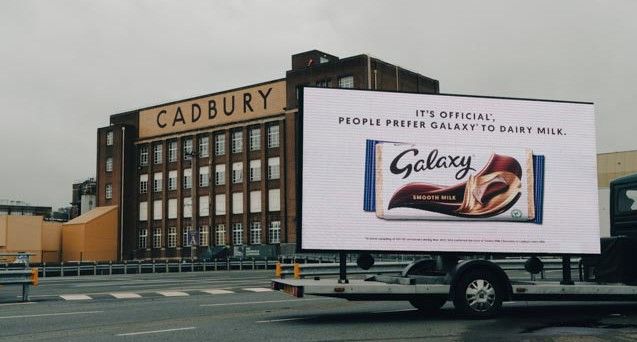 CADBURY
IT'S OFFICIAL*,
PEOPLE PREFER GALAXY® TO DAIRY MILK.
Galaxy
SMOOTH MILK